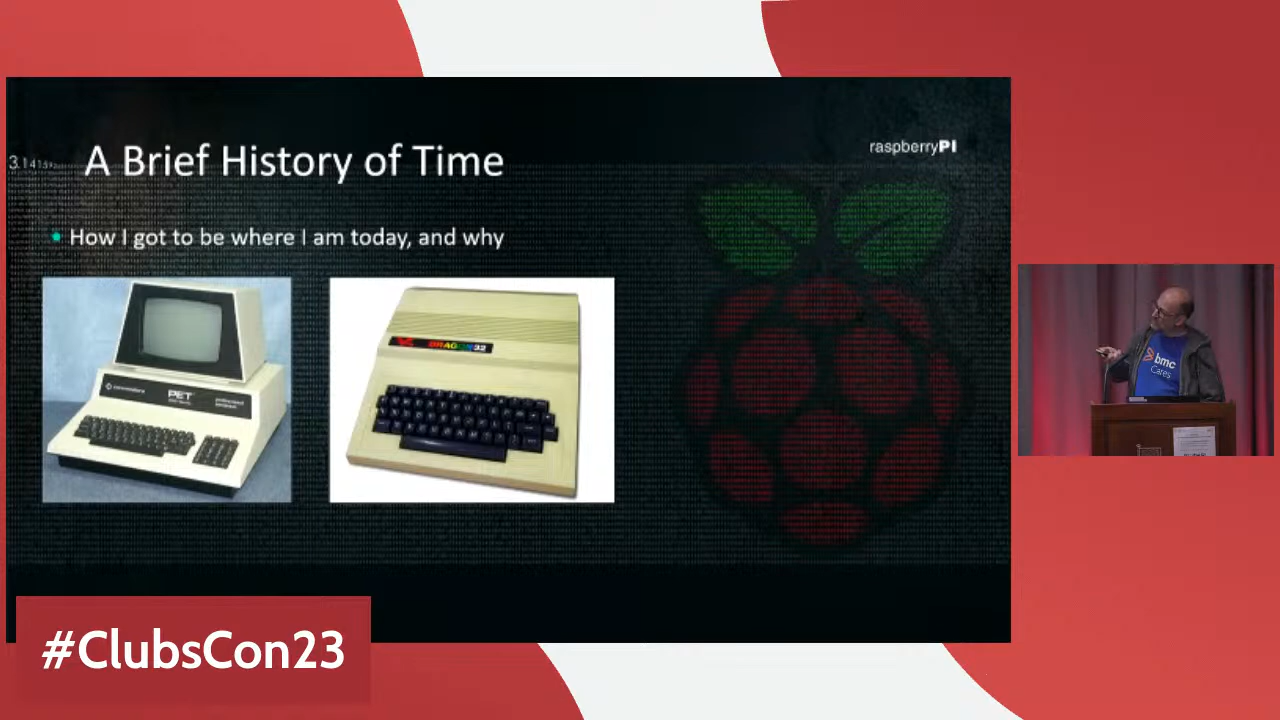 3.14159
A Brief History of Time
raspberryPI
• How I got to be where I am today, and why
commodore
PET
DRAGON 32
bmc
Cares
#ClubsCon23